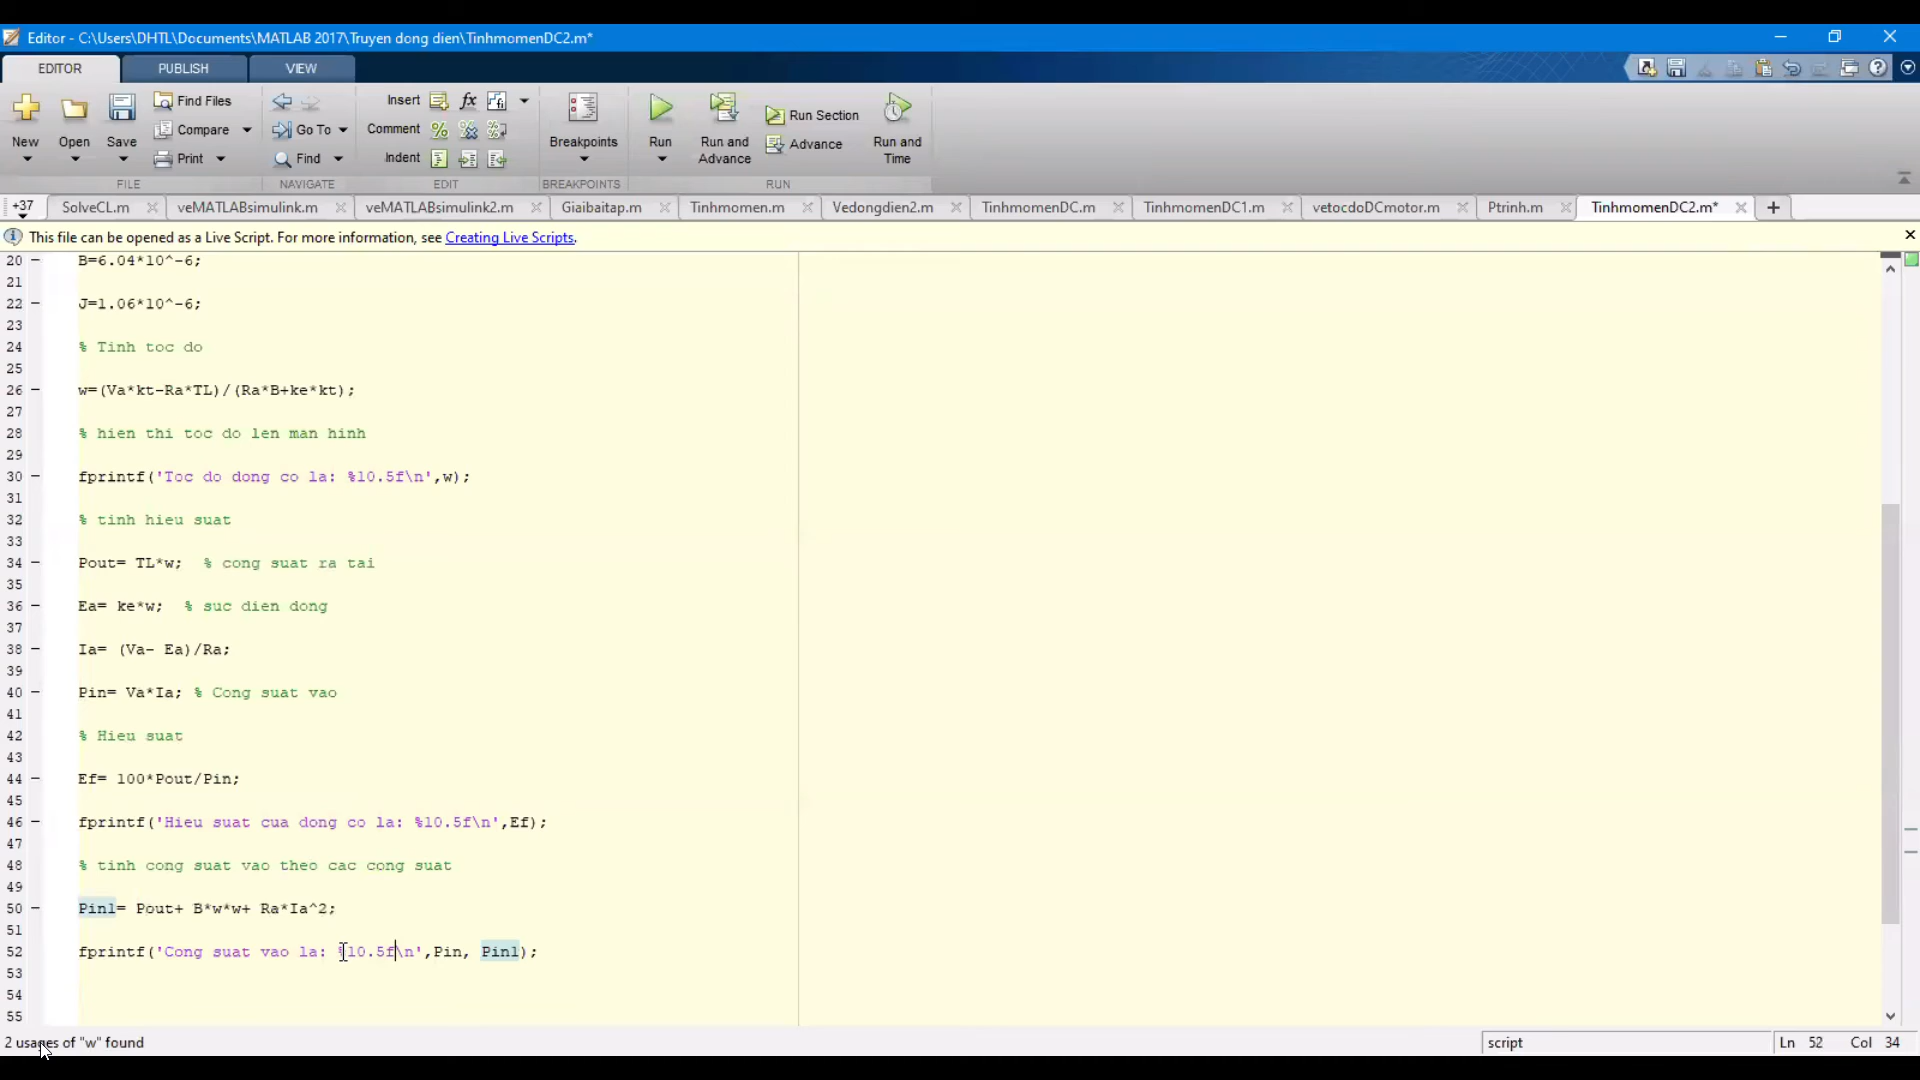 Editor - C:\Users\DHTL\Documents\MATLAB 2017\Truyen dong dien\TinhmomenDC2.m*
EDITOR PUBLISH VIEW
New Open Save Find Files Compare Print
Go To Find
Insert fx Comment Indent
Breakpoints
Run Run and Advance Run Section Advance Run and Time
FILE NAVIGATE EDIT BREAKPOINTS RUN
+37 SolveCL.m veMATLABsimulink.m veMATLABsimulink2.m Giaibaitap.m Tinhmomen.m Vedongdien2.m TinhmomenDC.m TinhmomenDC1.m vetocdoDCmotor.m Ptrinh.m TinhmomenDC2.m*
This file can be opened as a Live Script. For more information, see Creating Live Scripts.
20 – B=6.04*10^-6;
21
22 – J=1.06*10^-6;
23
24 % Tinh toc do
25
26 – w=(Va*kt-Ra*TL)/(Ra*B+ke*kt);
27
28 % hien thi toc do len man hinh
29
30 – fprintf('Toc do dong co la: %10.5f\n',w);
31
32 % tinh hieu suat
33
34 – Pout= TL*w;  % cong suat ra tai
35
36 – Ea= ke*w;  % suc dien dong
37
38 – Ia= (Va- Ea)/Ra;
39
40 – Pin= Va*Ia; % Cong suat vao
41
42 % Hieu suat
43
44 – Ef= 100*Pout/Pin;
45
46 – fprintf('Hieu suat cua dong co la: %10.5f\n',Ef);
47
48 % tinh cong suat vao theo cac cong suat
49
50 – Pin1= Pout+ B*w*w+ Ra*Ia^2;
51
52 – fprintf('Cong suat vao la: %10.5f\n',Pin, Pin1);
53
54
55
2 usages of "w" found
script
Ln 52 Col 34